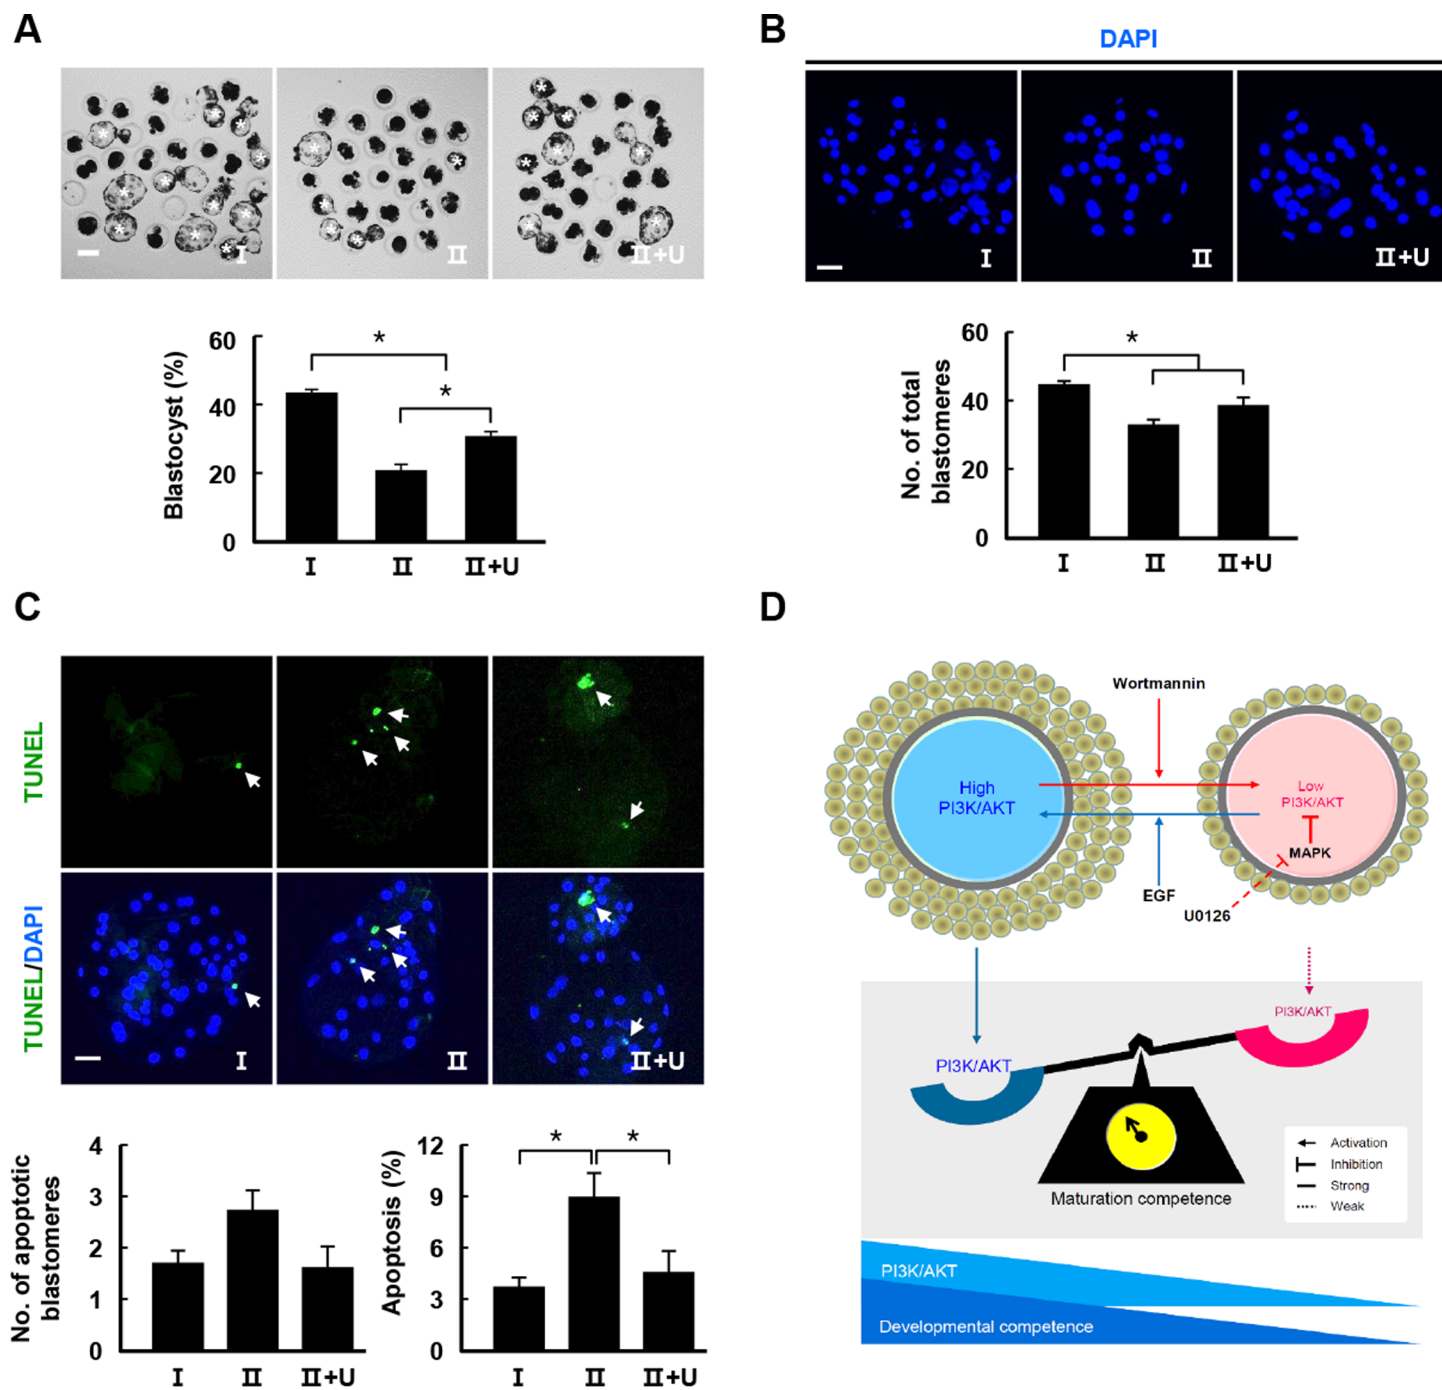 A
I
II
II+U
Blastocyst (%)
60
40
20
0
*
*
I
II
II+U
B
DAPI
I
II
II+U
No. of total
blastomeres
60
40
20
0
*
I
II
II+U
C
TUNEL
TUNEL/DAPI
I
II
II+U
No. of apoptotic
blastomeres
4
3
2
1
0
I
II
II+U
Apoptosis (%)
12
9
6
3
0
*
*
I
II
II+U
D
Wortmannin
High
PI3K/AKT
Low
PI3K/AKT
MAPK
EGF
U0126
PI3K/AKT
PI3K/AKT
Maturation competence
Activation
Inhibition
Strong
Weak
PI3K/AKT
Developmental competence